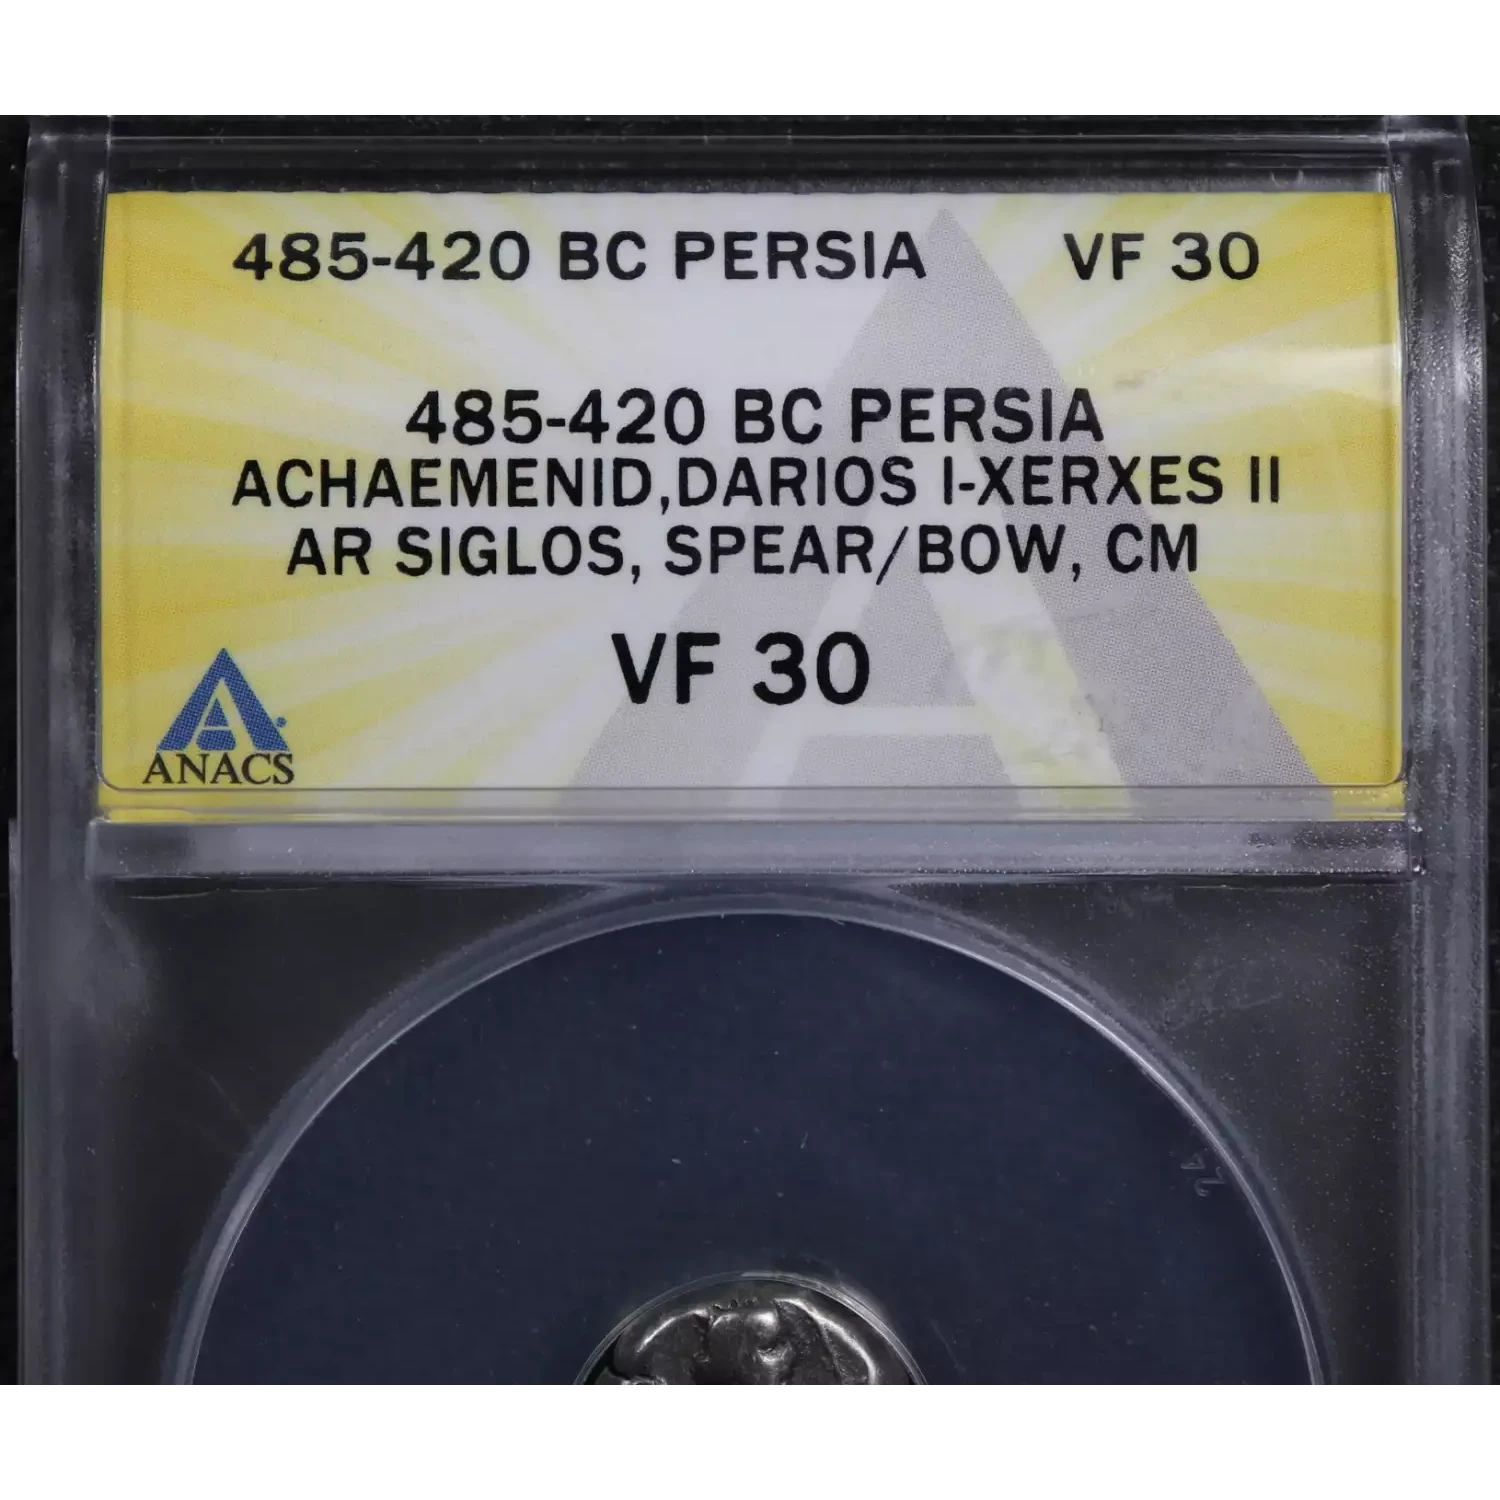 485-420 BC PERSIA VF 30
485-420 BC PERSIA
ACHAEMENID,DARIOS I-XERXES II
AR SIGLOS, SPEAR/BOW, CM
VF 30
ANACS